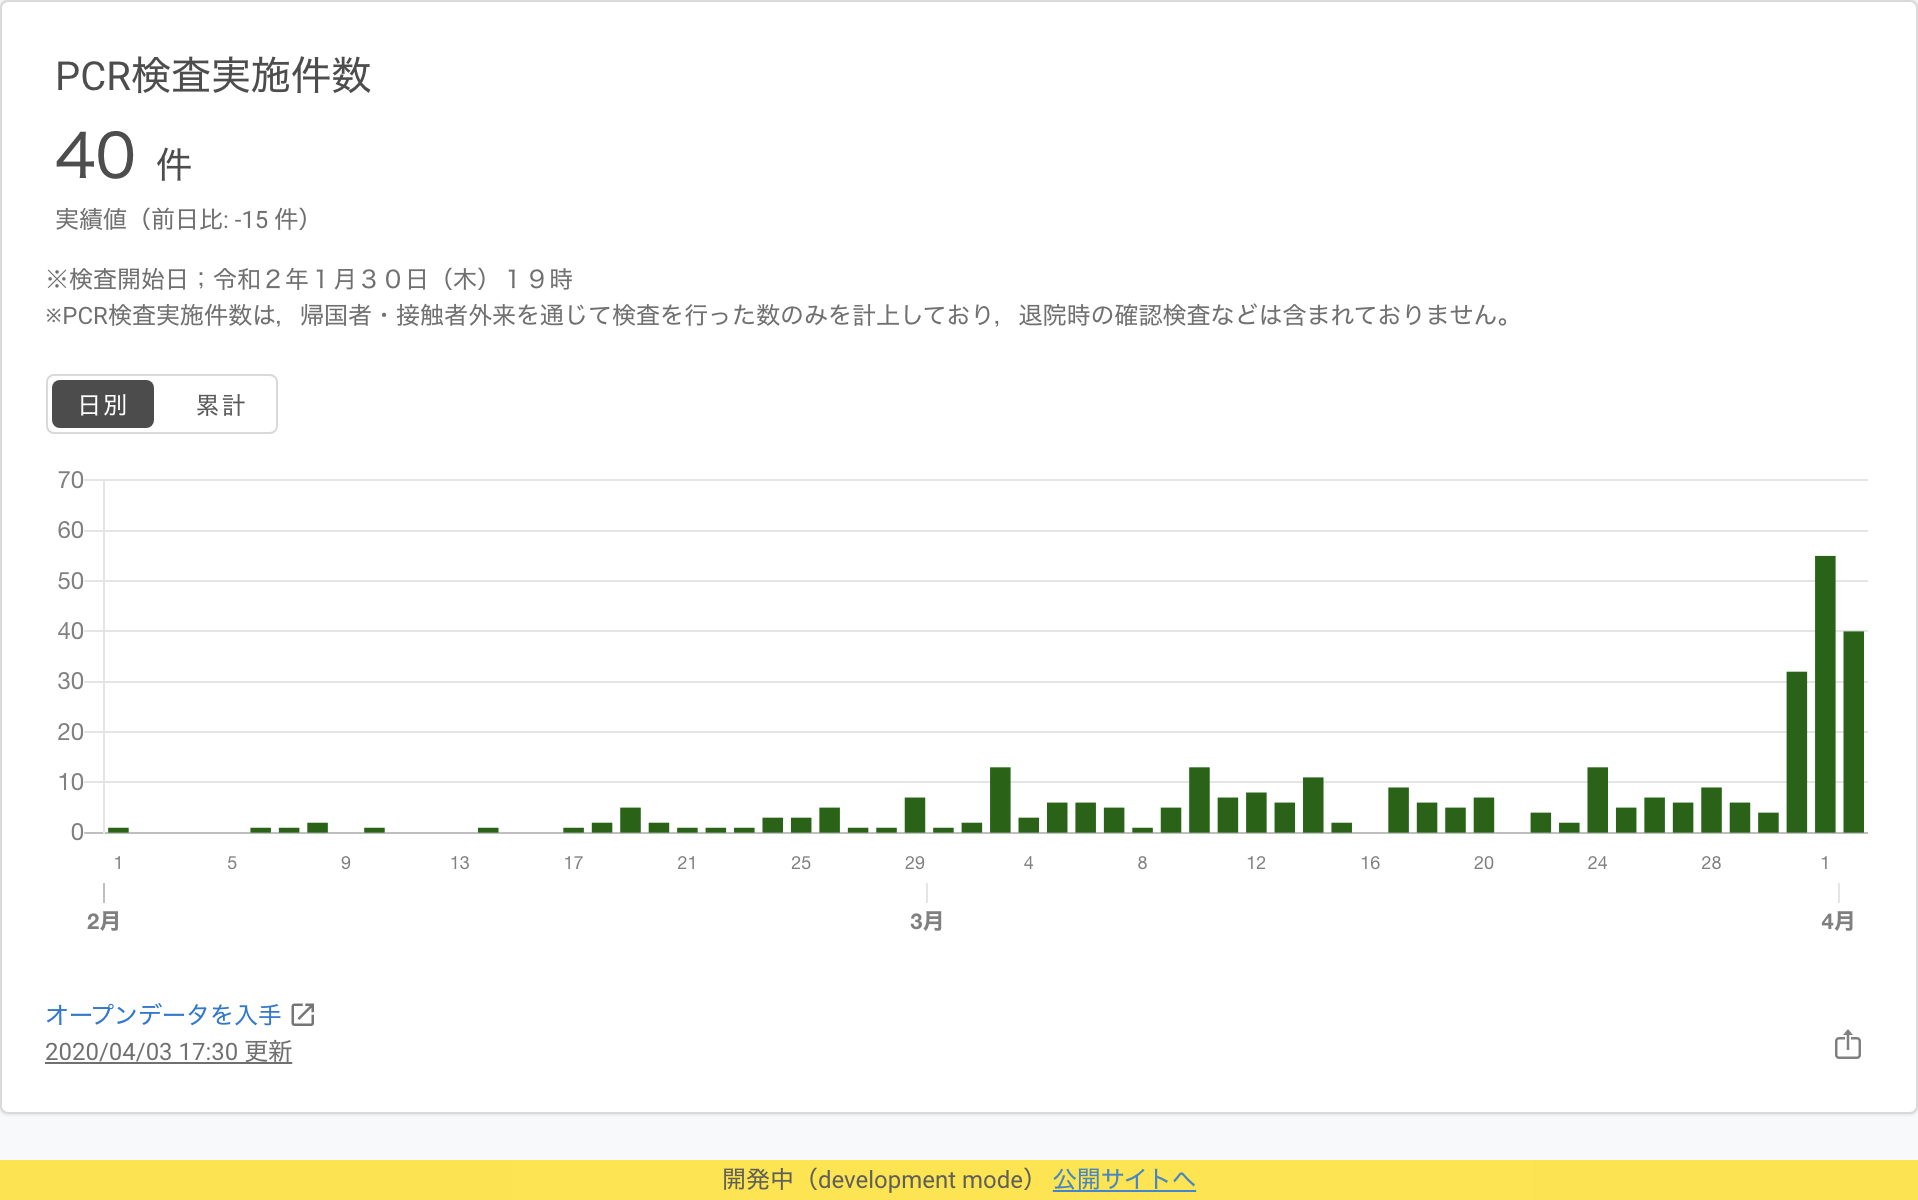 PCR検査実施件数
40 件
実績値（前日比: -15 件）
※検査開始日；令和２年１月３０日（木）１９時
※PCR検査実施件数は，帰国者・接触者外来を通じて検査を行った数のみを計上しており，退院時の確認検査などは含まれておりません。
日別 累計
70
60
50
40
30
20
10
0
1 5 9 13 17 21 25 29 4 8 12 16 20 24 28 1
2月 3月 4月
オープンデータを入手
2020/04/03 17:30 更新
開発中（development mode） 公開サイトへ